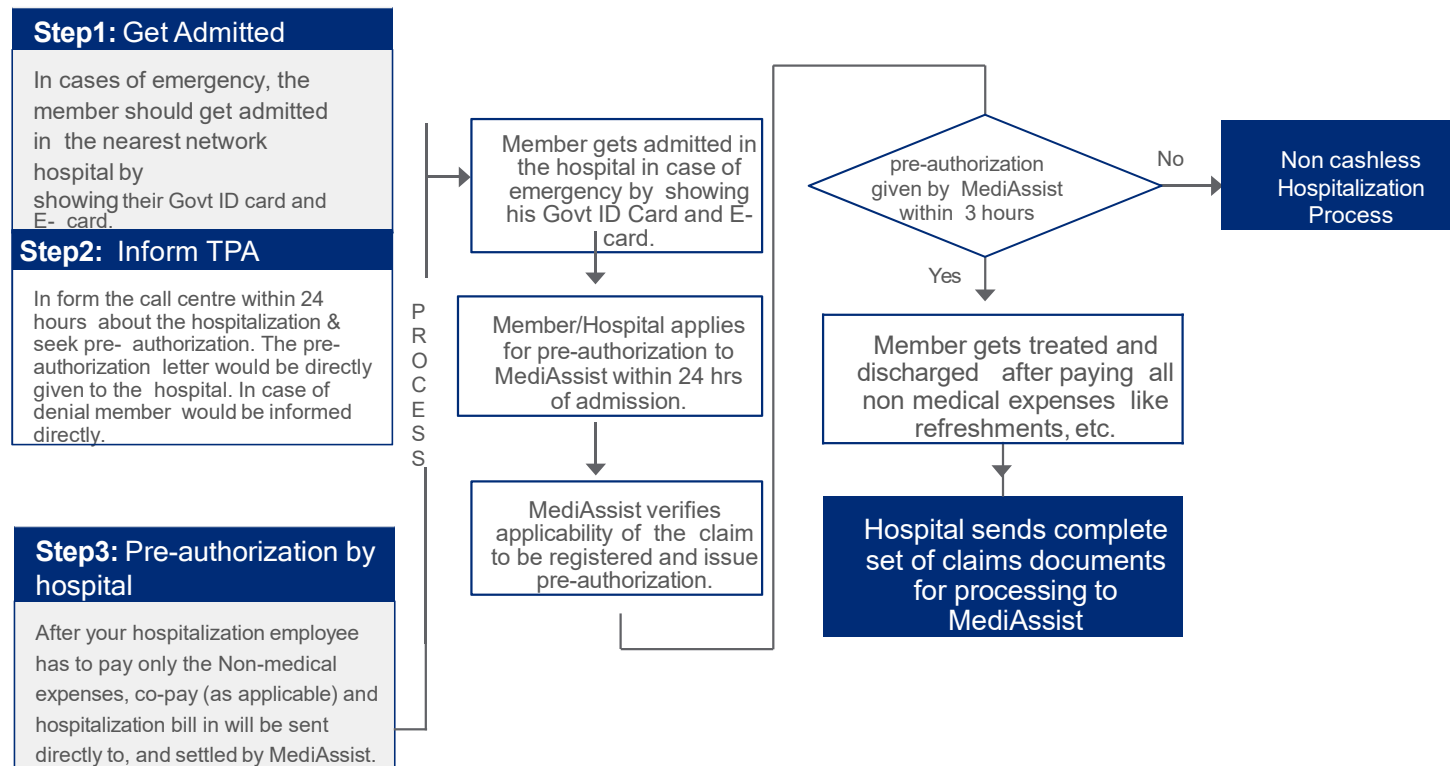 Step1: Get Admitted
In cases of emergency, the
member should get admitted
in the nearest network
hospital by
showing their Govt ID card and
E- card.
Step2: Inform TPA
In form the call centre within 24
hours about the hospitalization &
seek pre- authorization. The pre-
authorization letter would be directly
given to the hospital. In case of
denial member would be informed
directly.
Step3: Pre-authorization by
hospital
After your hospitalization employee
has to pay only the Non-medical
expenses, co-pay (as applicable) and
hospitalization bill in will be sent
directly to, and settled by MediAssist.
P
R
O
C
E
S
S
Member gets admitted in
the hospital in case of
emergency by showing
his Govt ID Card and E-
card.
Member/Hospital applies
for pre-authorization to
MediAssist within 24 hrs
of admission.
MediAssist verifies
applicability of the claim
to be registered and issue
pre-authorization.
pre-authorization
given by MediAssist
within 3 hours
No
Non cashless
Hospitalization
Process
Yes
Member gets treated and
discharged after paying all
non medical expenses like
refreshments, etc.
Hospital sends complete
set of claims documents
for processing to
MediAssist